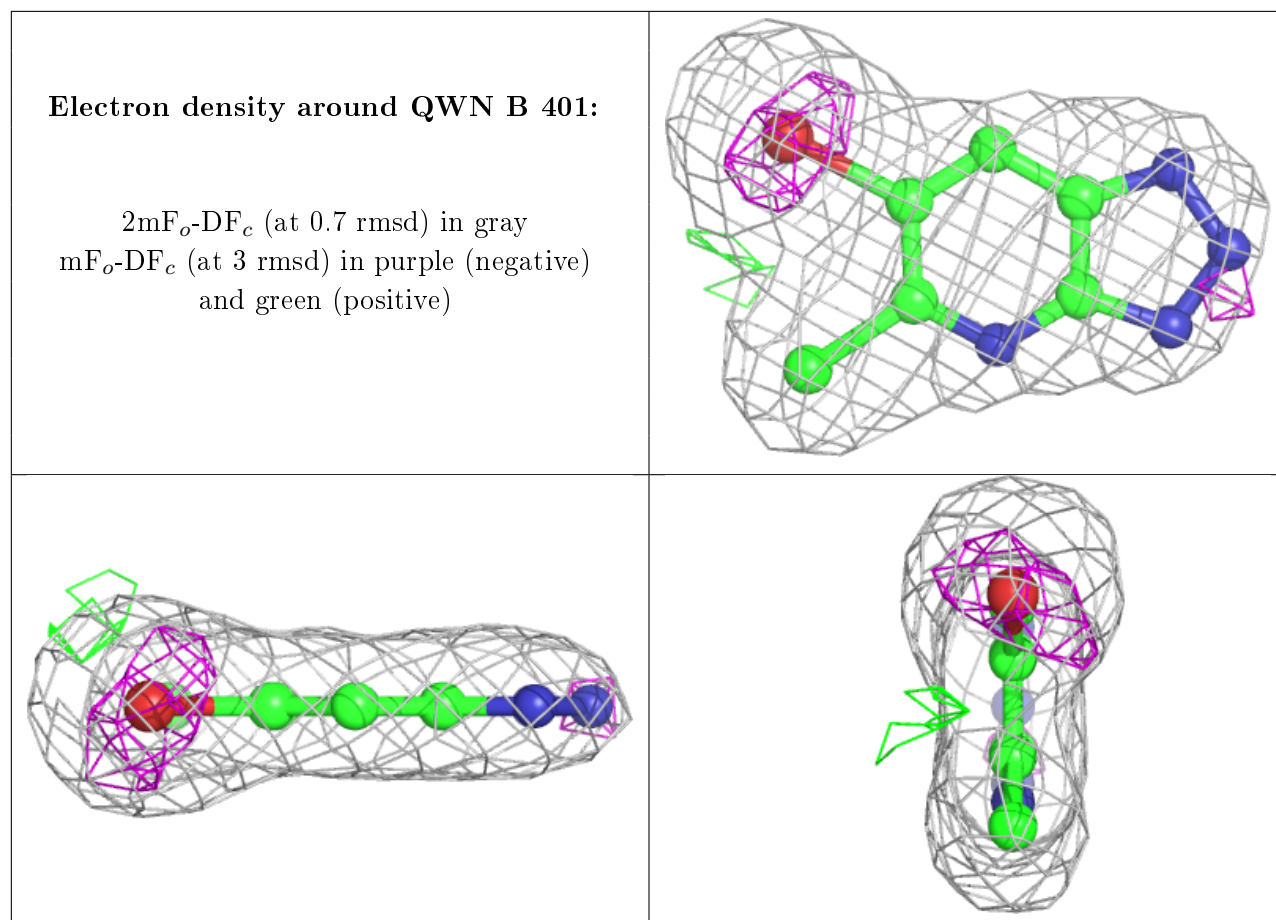 Electron density around QWN B 401:
2mFo-DFc (at 0.7 rmsd) in gray
mFo-DFc (at 3 rmsd) in purple (negative)
and green (positive)